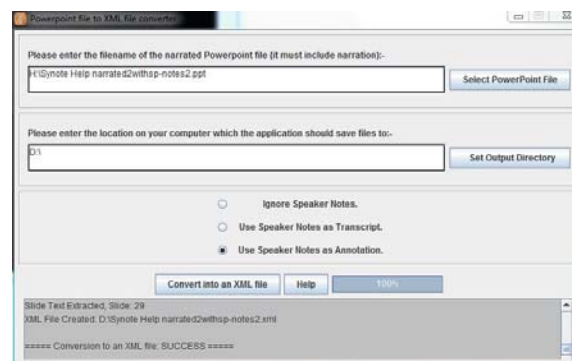 Powerpoint file to XML file converter
Please enter the filename of the narrated Powerpoint file (it must include narration):-
H:\Synote Help narrated2withsp-notes2.ppt
Select PowerPoint File
Please enter the location on your computer which the application should save files to:-
D:\
Set Output Directory
Ignore Speaker Notes.
Use Speaker Notes as Transcript.
Use Speaker Notes as Annotation.
Convert into an XML file Help 100%
Slide Text Extracted, Slide: 29
XML File Created: D:\Synote Help narrated2withsp-notes2.xml
===== Conversion to an XML file: SUCCESS =====